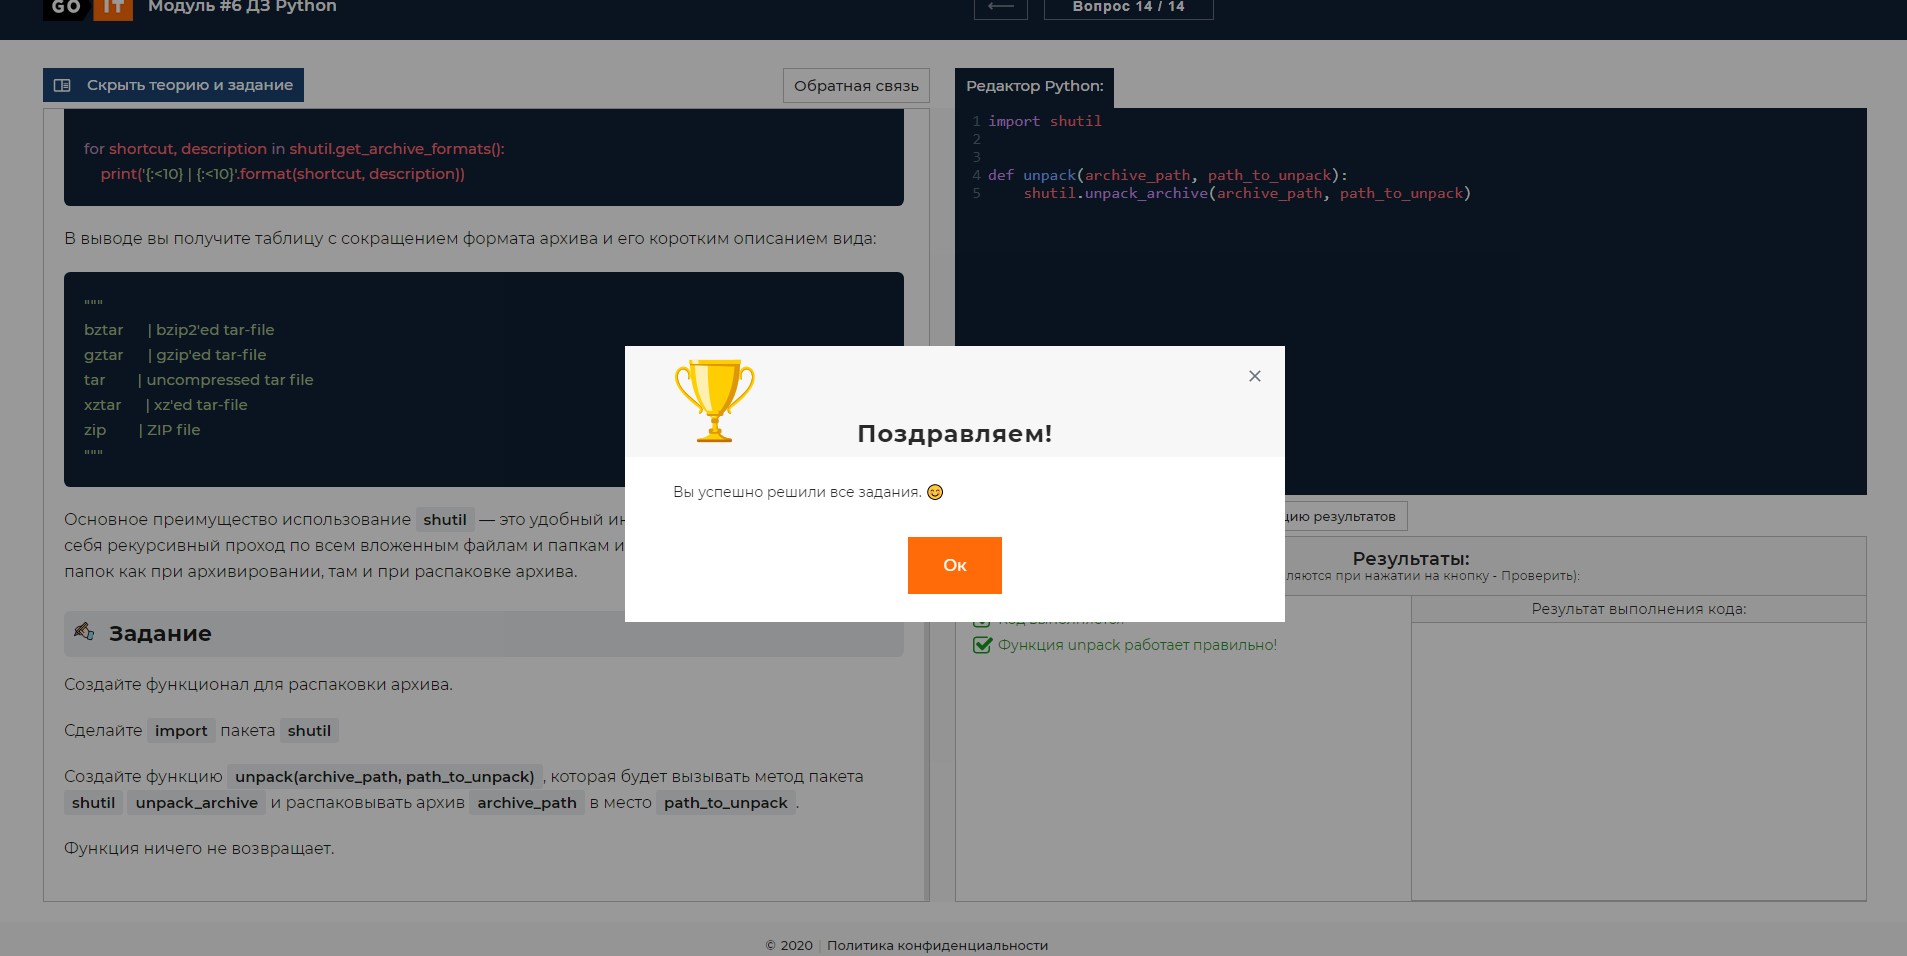 GO IT Модуль #6 ДЗ Python
Вопрос 14 / 14
Скрыть теорию и задание
Обратная связь
for shortcut, description in shutil.get_archive_formats():
print('{:<10} | {:<10}'.format(shortcut, description))
В выводе вы получите таблицу с сокращением формата архива и его коротким описанием вида:
"""
bztar | bzip2'ed tar-file
gztar | gzip'ed tar-file
tar | uncompressed tar file
xztar | xz'ed tar-file
zip | ZIP file
"""
Основное преимущество использование shutil — это удобный
себя рекурсивный проход по всем вложенным файлам и папкам и
папок как при архивировании, там и при распаковке архива.
Задание
Создайте функционал для распаковки архива.
Сделайте import пакета shutil
Создайте функцию unpack(archive_path, path_to_unpack), которая будет вызывать метод пакета
shutil unpack_archive и распаковывать архив archive_path в место path_to_unpack.
Функция ничего не возвращает.
Редактор Python:
1 import shutil
2
3
4 def unpack(archive_path, path_to_unpack):
5 shutil.unpack_archive(archive_path, path_to_unpack)
Поздравляем!
Вы успешно решили все задания.
Ок
результатов
Результаты:
при нажатии на кнопку - Проверить):
Результат выполнения кода:
Функция unpack работает правильно!
© 2020 | Политика конфиденциальности